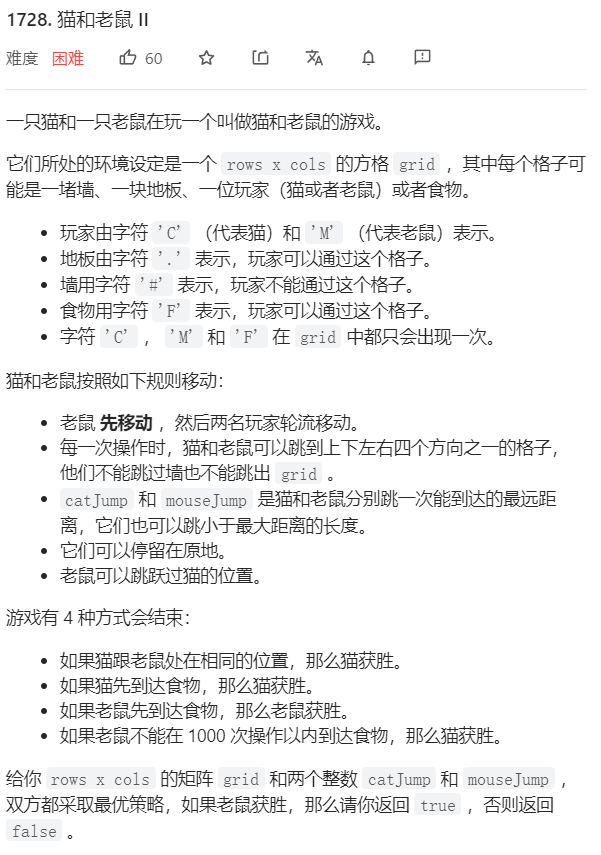 1728. 猫和老鼠 II
难度 困难 60
一只猫和一只老鼠在玩一个叫做猫和老鼠的游戏。
它们所处的环境设定是一个 rows x cols 的方格 grid ，其中每个格子可
能是一堵墙、一块地板、一位玩家（猫或者老鼠）或者食物。
• 玩家由字符 'C' （代表猫）和 'M' （代表老鼠）表示。
• 地板由字符 '.' 表示，玩家可以通过这个格子。
• 墙用字符 '#' 表示，玩家不能通过这个格子。
• 食物用字符 'F' 表示，玩家可以通过这个格子。
• 字符 'C' ， 'M' 和 'F' 在 grid 中都只会出现一次。
猫和老鼠按照如下规则移动：
• 老鼠 先移动 ，然后两名玩家轮流移动。
• 每一次操作时，猫和老鼠可以跳到上下左右四个方向之一的格子，
他们不能跳过墙也不能跳出 grid 。
• catJump 和 mouseJump 是猫和老鼠分别跳一次能到达的最远距
离，它们也可以跳小于最大距离的长度。
• 它们可以停留在原地。
• 老鼠可以跳跃过猫的位置。
游戏有 4 种方式会结束：
• 如果猫跟老鼠处在相同的位置，那么猫获胜。
• 如果猫先到达食物，那么猫获胜。
• 如果老鼠先到达食物，那么老鼠获胜。
• 如果老鼠不能在 1000 次操作以内到达食物，那么猫获胜。
给你 rows x cols 的矩阵 grid 和两个整数 catJump 和 mouseJump ，
双方都采取最优策略，如果老鼠获胜，那么请你返回 true ，否则返回
false 。